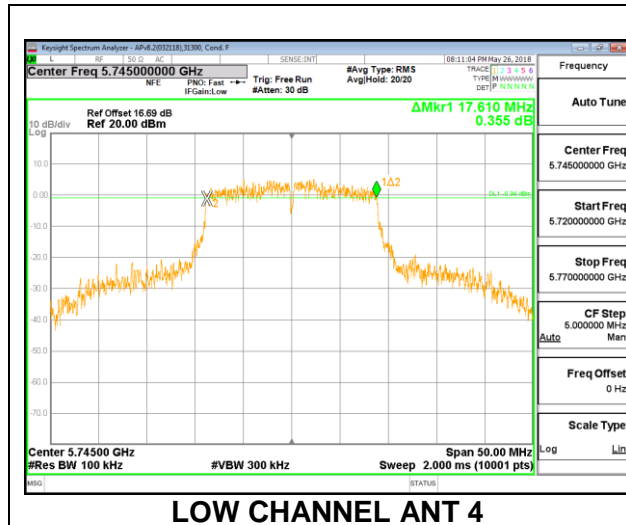 Keysight Spectrum Analyzer - APv8.2(032118),31300, Cond. F
L RF 50 Ω AC SENSE:INT 08:11:04 PM May 26, 2018
Center Freq 5.745000000 GHz #Avg Type: RMS TRACE 1 2 3 4 5 6
NFE PNO: Fast Trig: Free Run Avg|Hold: 20/20 TYPE M WWWWW
IFGain:Low #Atten: 30 dB DET P N N N N N
Frequency
Auto Tune
Center Freq
5.745000000 GHz
Start Freq
5.720000000 GHz
Stop Freq
5.770000000 GHz
CF Step
5.000000 MHz
Auto Man
Freq Offset
0 Hz
Scale Type
Log Lin
Ref Offset 16.69 dB ΔMkr1 17.610 MHz
10 dB/div Ref 20.00 dBm 0.355 dB
Log
10.0
0.00
-10.0
-20.0
-30.0
-40.0
-50.0
-60.0
-70.0
1Δ2
X2
DL1 -0.94 dBm
Center 5.74500 GHz Span 50.00 MHz
#Res BW 100 kHz #VBW 300 kHz Sweep 2.000 ms (10001 pts)
MSG STATUS
LOW CHANNEL ANT 4